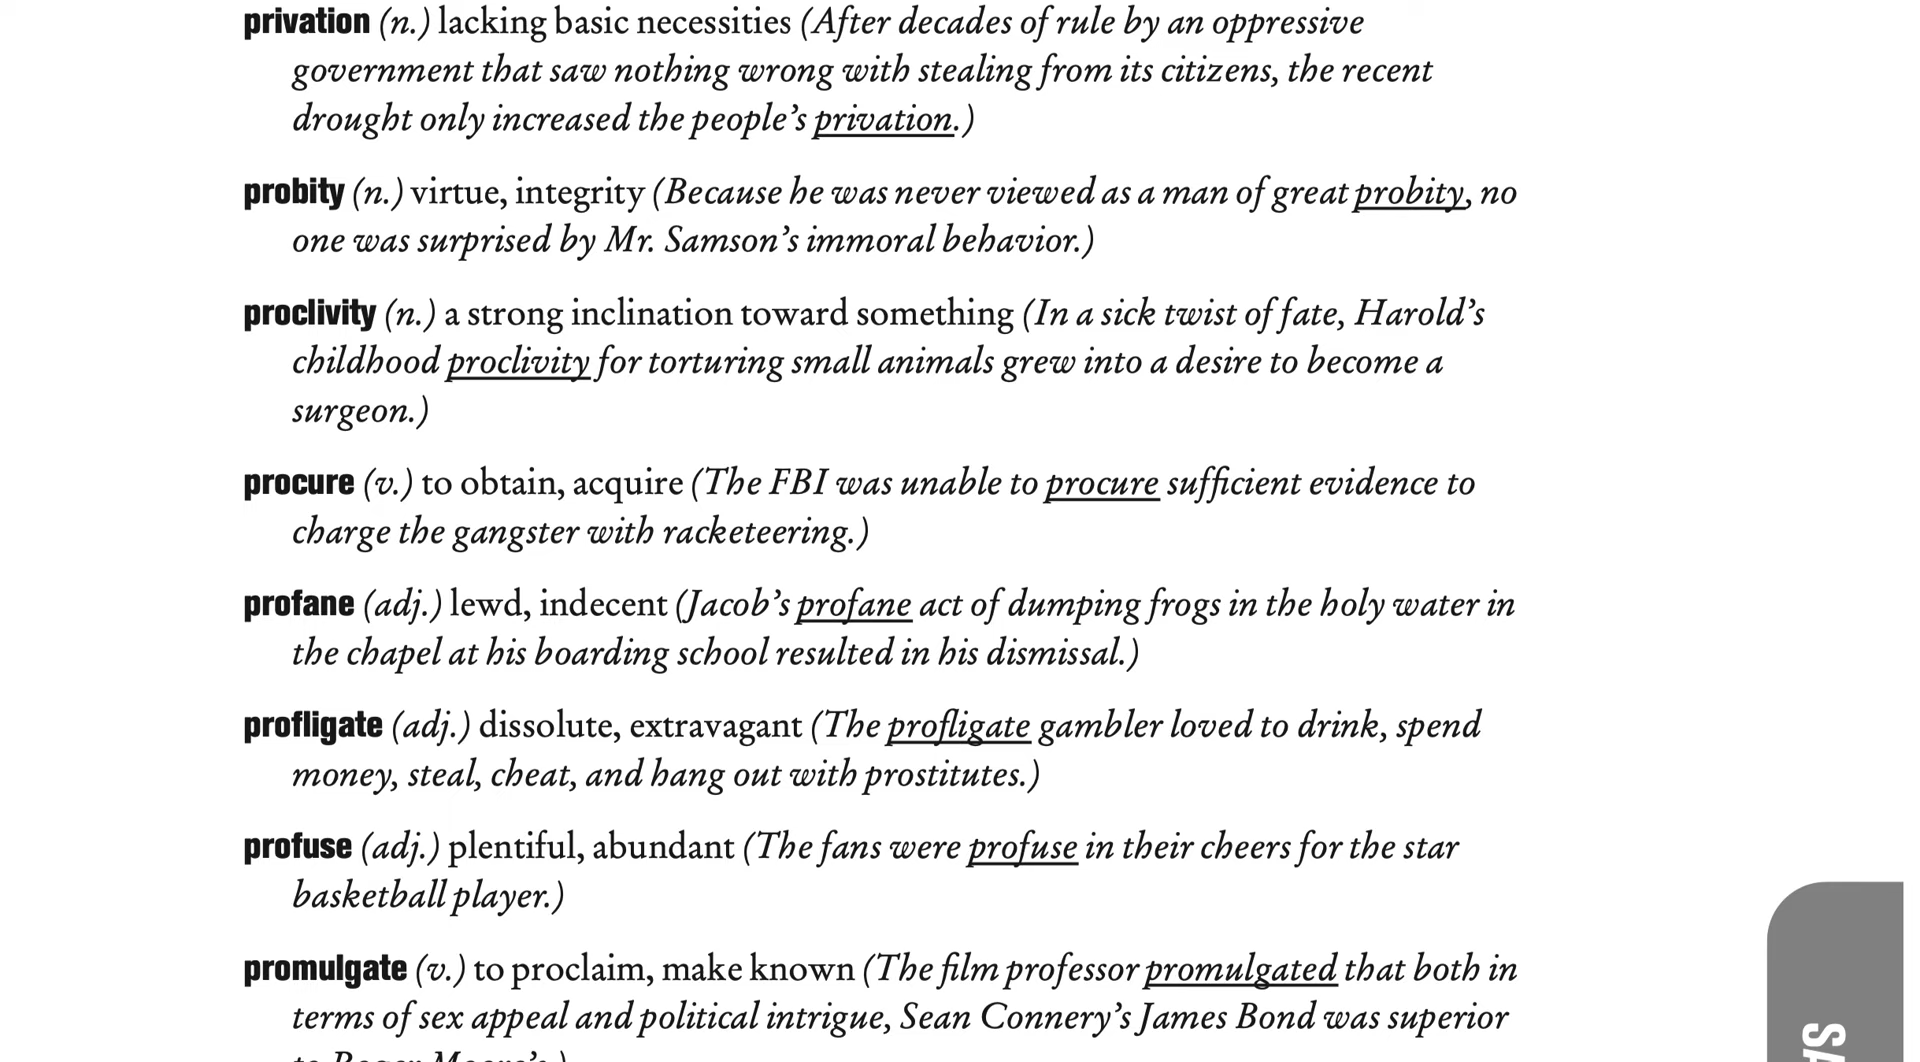 privation (n.) lacking basic necessities (After decades of rule by an oppressive
government that saw nothing wrong with stealing from its citizens, the recent
drought only increased the people’s privation.)
probity (n.) virtue, integrity (Because he was never viewed as a man of great probity, no
one was surprised by Mr. Samson’s immoral behavior.)
proclivity (n.) a strong inclination toward something (In a sick twist of fate, Harold’s
childhood proclivity for torturing small animals grew into a desire to become a
surgeon.)
procure (v.) to obtain, acquire (The FBI was unable to procure sufficient evidence to
charge the gangster with racketeering.)
profane (adj.) lewd, indecent (Jacob’s profane act of dumping frogs in the holy water in
the chapel at his boarding school resulted in his dismissal.)
profligate (adj.) dissolute, extravagant (The profligate gambler loved to drink, spend
money, steal, cheat, and hang out with prostitutes.)
profuse (adj.) plentiful, abundant (The fans were profuse in their cheers for the star
basketball player.)
promulgate (v.) to proclaim, make known (The film professor promulgated that both in
terms of sex appeal and political intrigue, Sean Connery’s James Bond was superior
to Roger Moore’s.)
SA